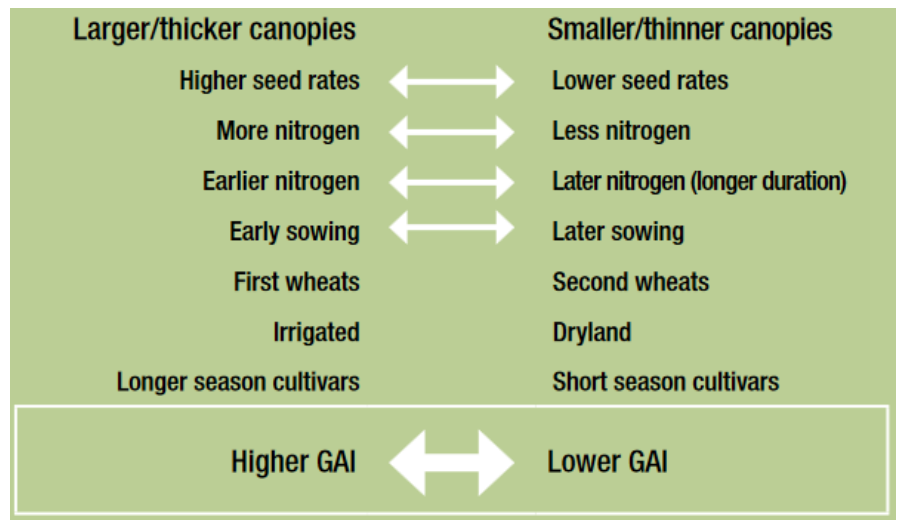 Larger/thicker canopies Smaller/thinner canopies
Higher seed rates Lower seed rates
More nitrogen Less nitrogen
Earlier nitrogen Later nitrogen (longer duration)
Early sowing Later sowing
First wheats Second wheats
Irrigated Dryland
Longer season cultivars Short season cultivars
Higher GAI Lower GAI